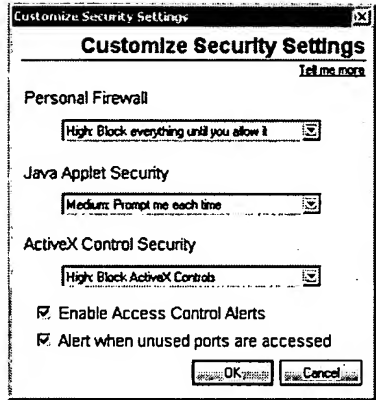 Customize Security Settings
Customize Security Settings
Tell me more
Personal Firewall
High: Block everything until you allow it
Java Applet Security
Medium: Prompt me each time
ActiveX Control Security
High: Block ActiveX Controls
Enable Access Control Alerts
Alert when unused ports are accessed
OK Cancel